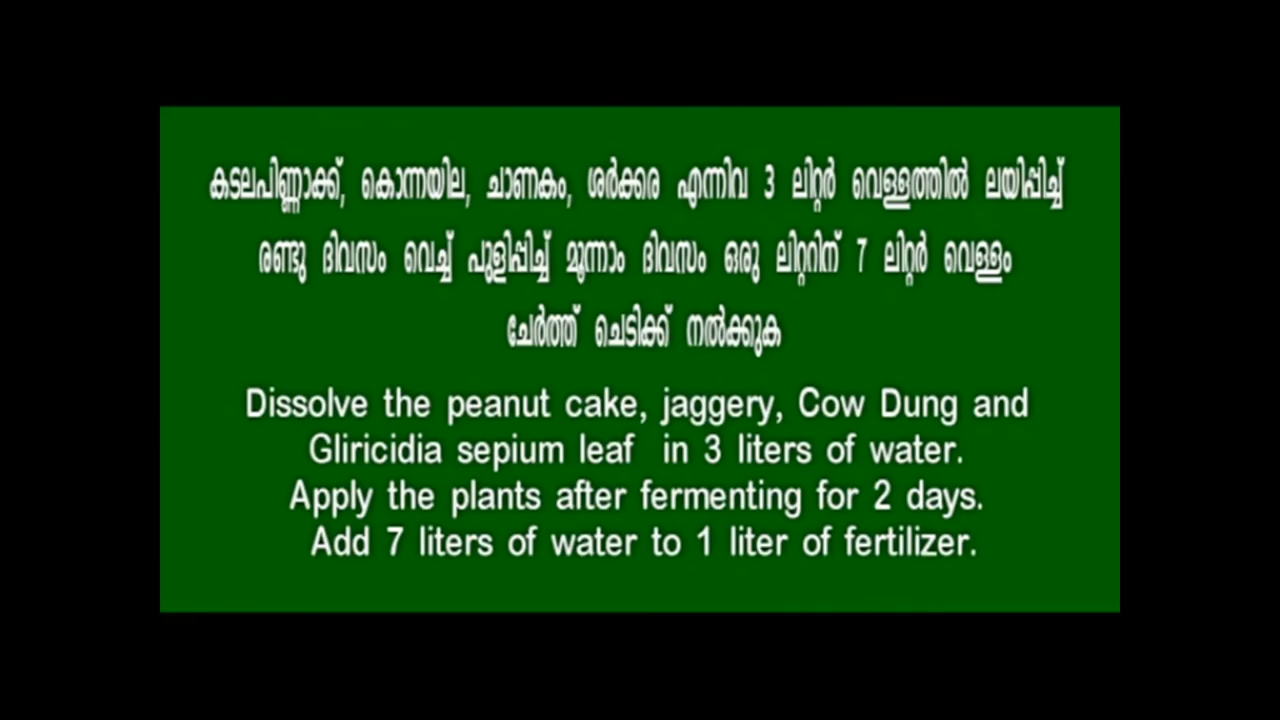 കടലപിണ്ണാക്ക്, കൊന്നയില, ചാണകം, ശർക്കര എന്നിവ 3 ലിറ്റർ വെള്ളത്തിൽ ലയിപ്പിച്ച്
രണ്ടു ദിവസം വെച്ച് പുളിപ്പിച്ച് മൂന്നാം ദിവസം ഒരു ലിറ്ററിന് 7 ലിറ്റർ വെള്ളം
ചേർത്ത് ചെടിക്ക് നൽക്കുക
Dissolve the peanut cake, jaggery, Cow Dung and
Gliricidia sepium leaf in 3 liters of water.
Apply the plants after fermenting for 2 days.
Add 7 liters of water to 1 liter of fertilizer.